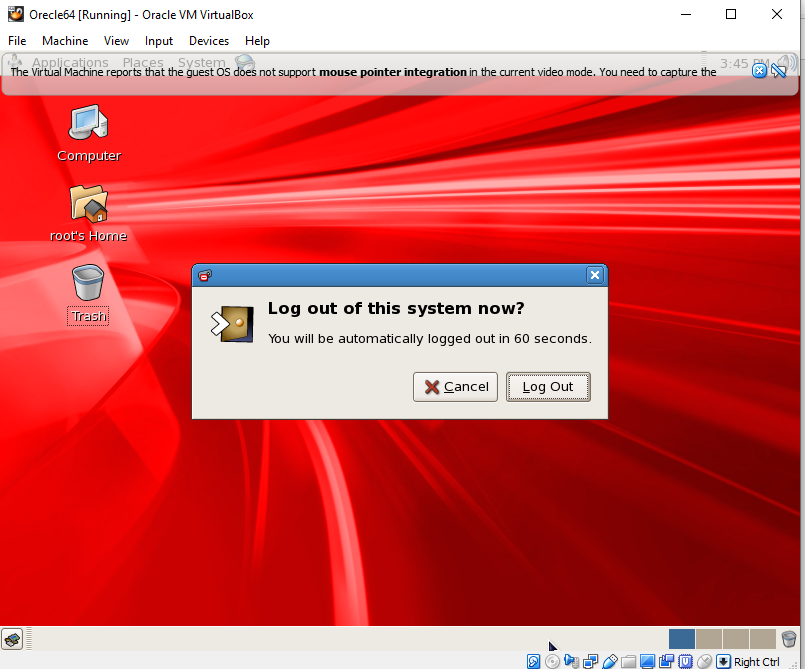 Orecle64 [Running] - Oracle VM VirtualBox
File Machine View Input Devices Help
Applications Places System 3:45 PM
The Virtual Machine reports that the guest OS does not support mouse pointer integration in the current video mode. You need to capture the
Computer
root's Home
Trash
Log out of this system now?
You will be automatically logged out in 60 seconds.
Cancel Log Out
Right Ctrl